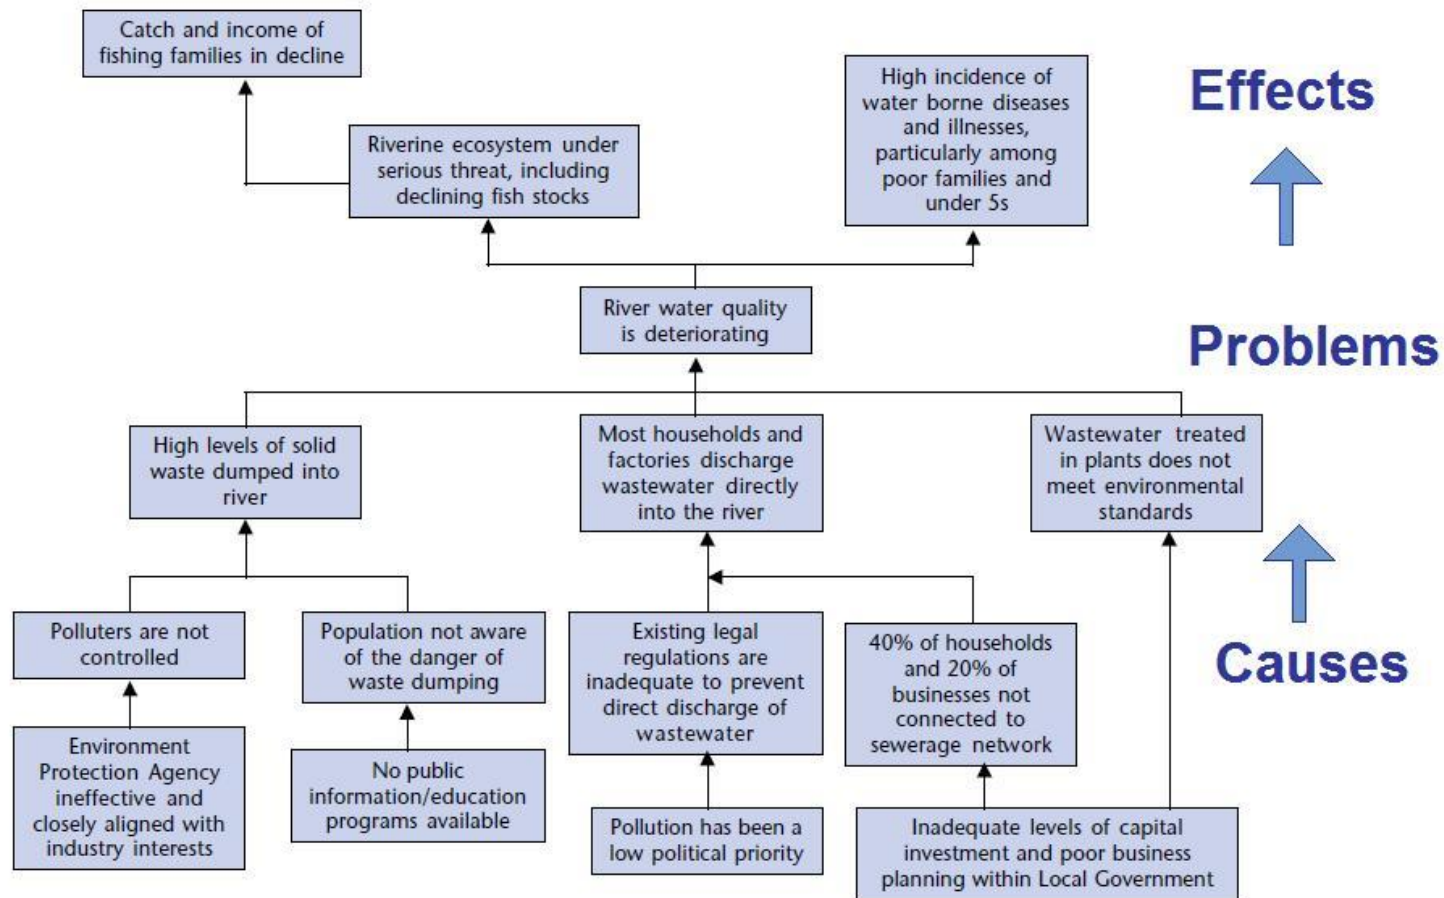 Catch and income of
fishing families in decline
High incidence of
water borne diseases
and illnesses,
particularly among
poor families and
under 5s
Effects
Riverine ecosystem under
serious threat, including
declining fish stocks
River water quality
is deteriorating
Problems
High levels of solid
waste dumped into
river
Most households and
factories discharge
wastewater directly
into the river
Wastewater treated
in plants does not
meet environmental
standards
Polluters are not
controlled
Population not aware
of the danger of
waste dumping
Existing legal
regulations are
inadequate to prevent
direct discharge of
wastewater
40% of households
and 20% of
businesses not
connected to
sewerage network
Causes
Environment
Protection Agency
ineffective and
closely aligned with
industry interests
No public
information/education
programs available
Pollution has been a
low political priority
Inadequate levels of capital
investment and poor business
planning within Local Government